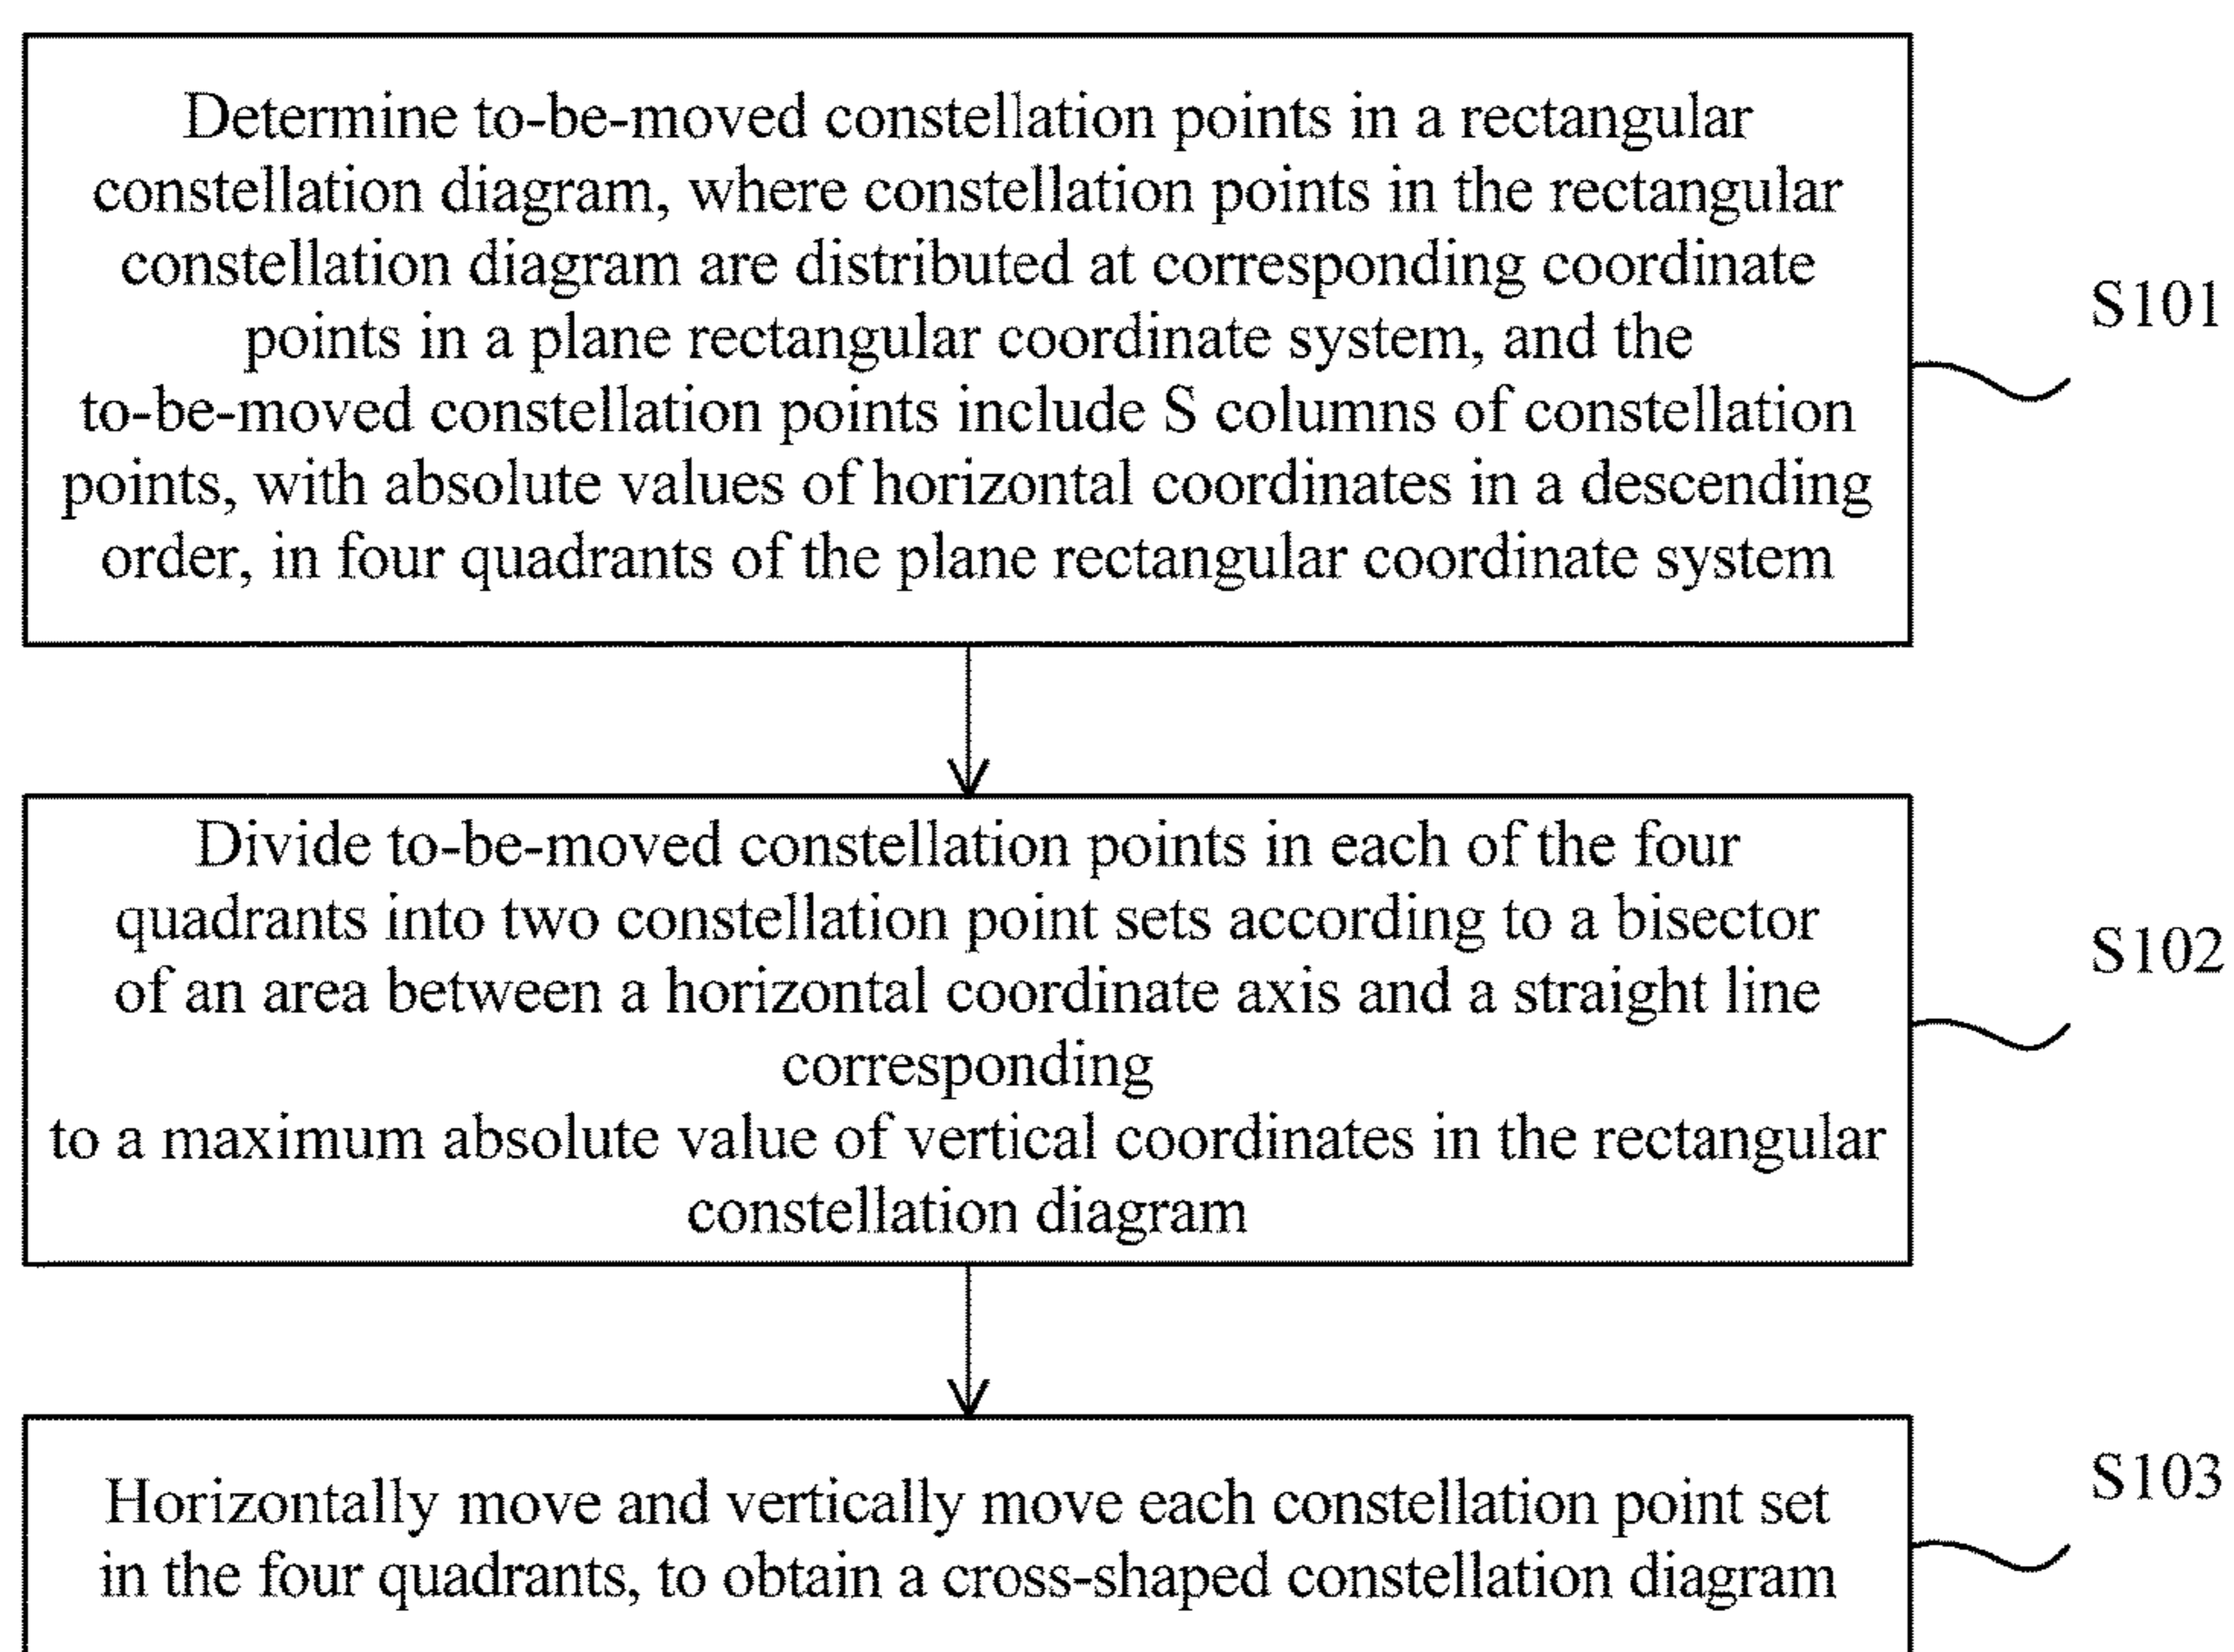 Determine to-be-moved constellation points in a rectangular
constellation diagram, where constellation points in the rectangular
constellation diagram are distributed at corresponding coordinate
points in a plane rectangular coordinate system, and the
to-be-moved constellation points include S columns of constellation
points, with absolute values of horizontal coordinates in a descending
order, in four quadrants of the plane rectangular coordinate system
S101
Divide to-be-moved constellation points in each of the four
quadrants into two constellation point sets according to a bisector
of an area between a horizontal coordinate axis and a straight line
corresponding
to a maximum absolute value of vertical coordinates in the rectangular
constellation diagram
S102
Horizontally move and vertically move each constellation point set
in the four quadrants, to obtain a cross-shaped constellation diagram
S103